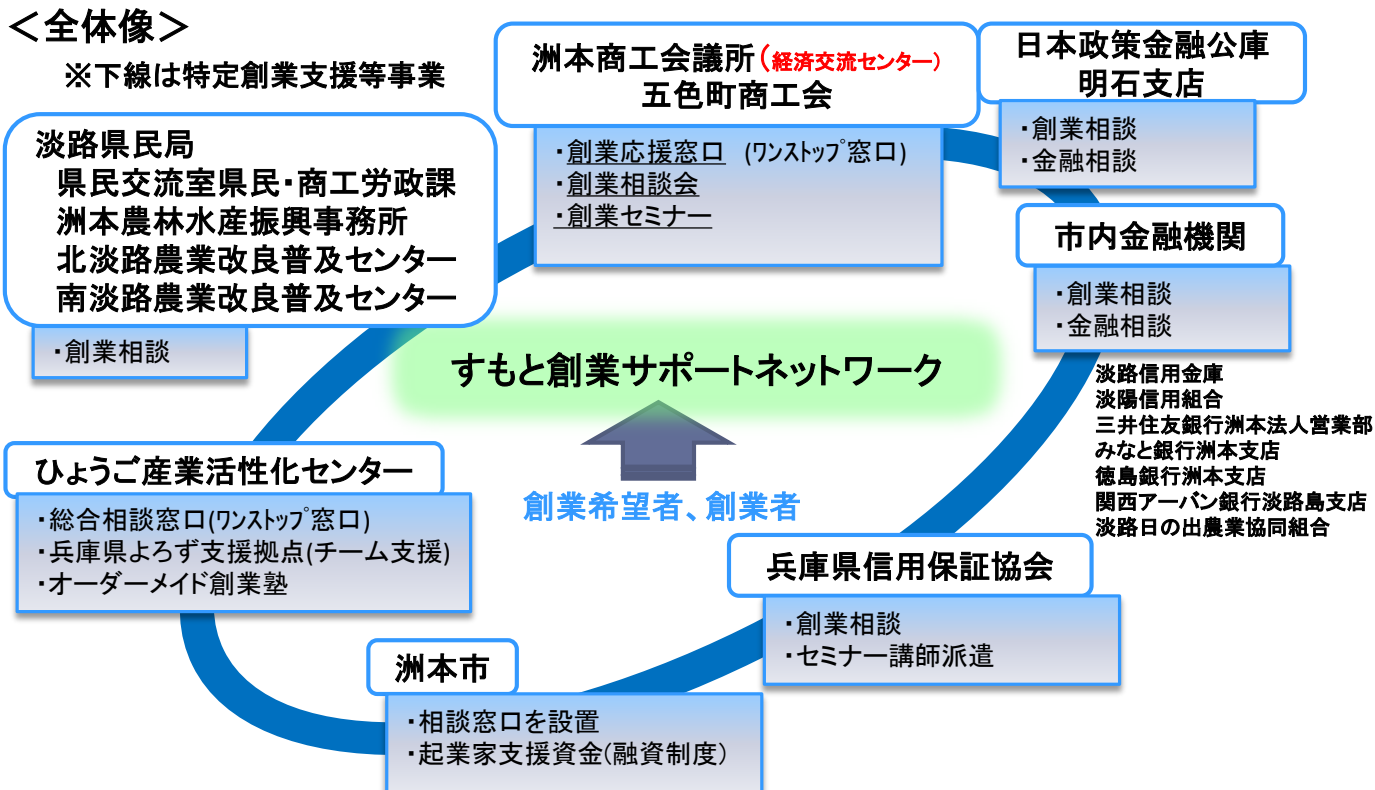 ＜全体像＞
※下線は特定創業支援等事業
洲本商工会議所（経済交流センター）
五色町商工会
・創業応援窓口 (ﾜﾝｽﾄｯﾌﾟ窓口)
・創業相談会
・創業セミナー
日本政策金融公庫
明石支店
・創業相談
・金融相談
淡路県民局
県民交流室県民・商工労政課
洲本農林水産振興事務所
北淡路農業改良普及センター
南淡路農業改良普及センター
・創業相談
市内金融機関
・創業相談
・金融相談
淡路信用金庫
淡陽信用組合
三井住友銀行洲本法人営業部
みなと銀行洲本支店
徳島銀行洲本支店
関西アーバン銀行淡路島支店
淡路日の出農業協同組合
すもと創業サポートネットワーク
創業希望者、創業者
ひょうご産業活性化センター
・総合相談窓口(ﾜﾝｽﾄｯﾌﾟ窓口)
・兵庫県よろず支援拠点(チーム支援)
・オーダーメイド創業塾
兵庫県信用保証協会
・創業相談
・セミナー講師派遣
洲本市
・相談窓口を設置
・起業家支援資金(融資制度)